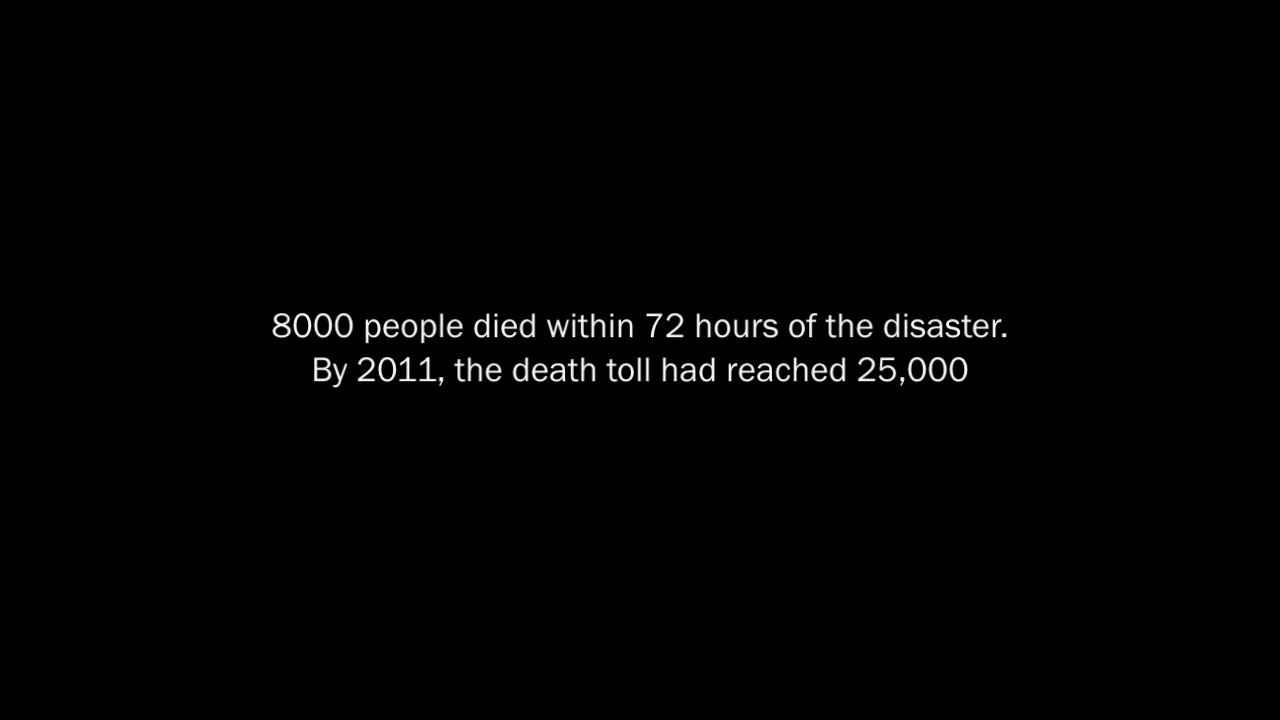 8000 people died within 72 hours of the disaster.
By 2011, the death toll had reached 25,000